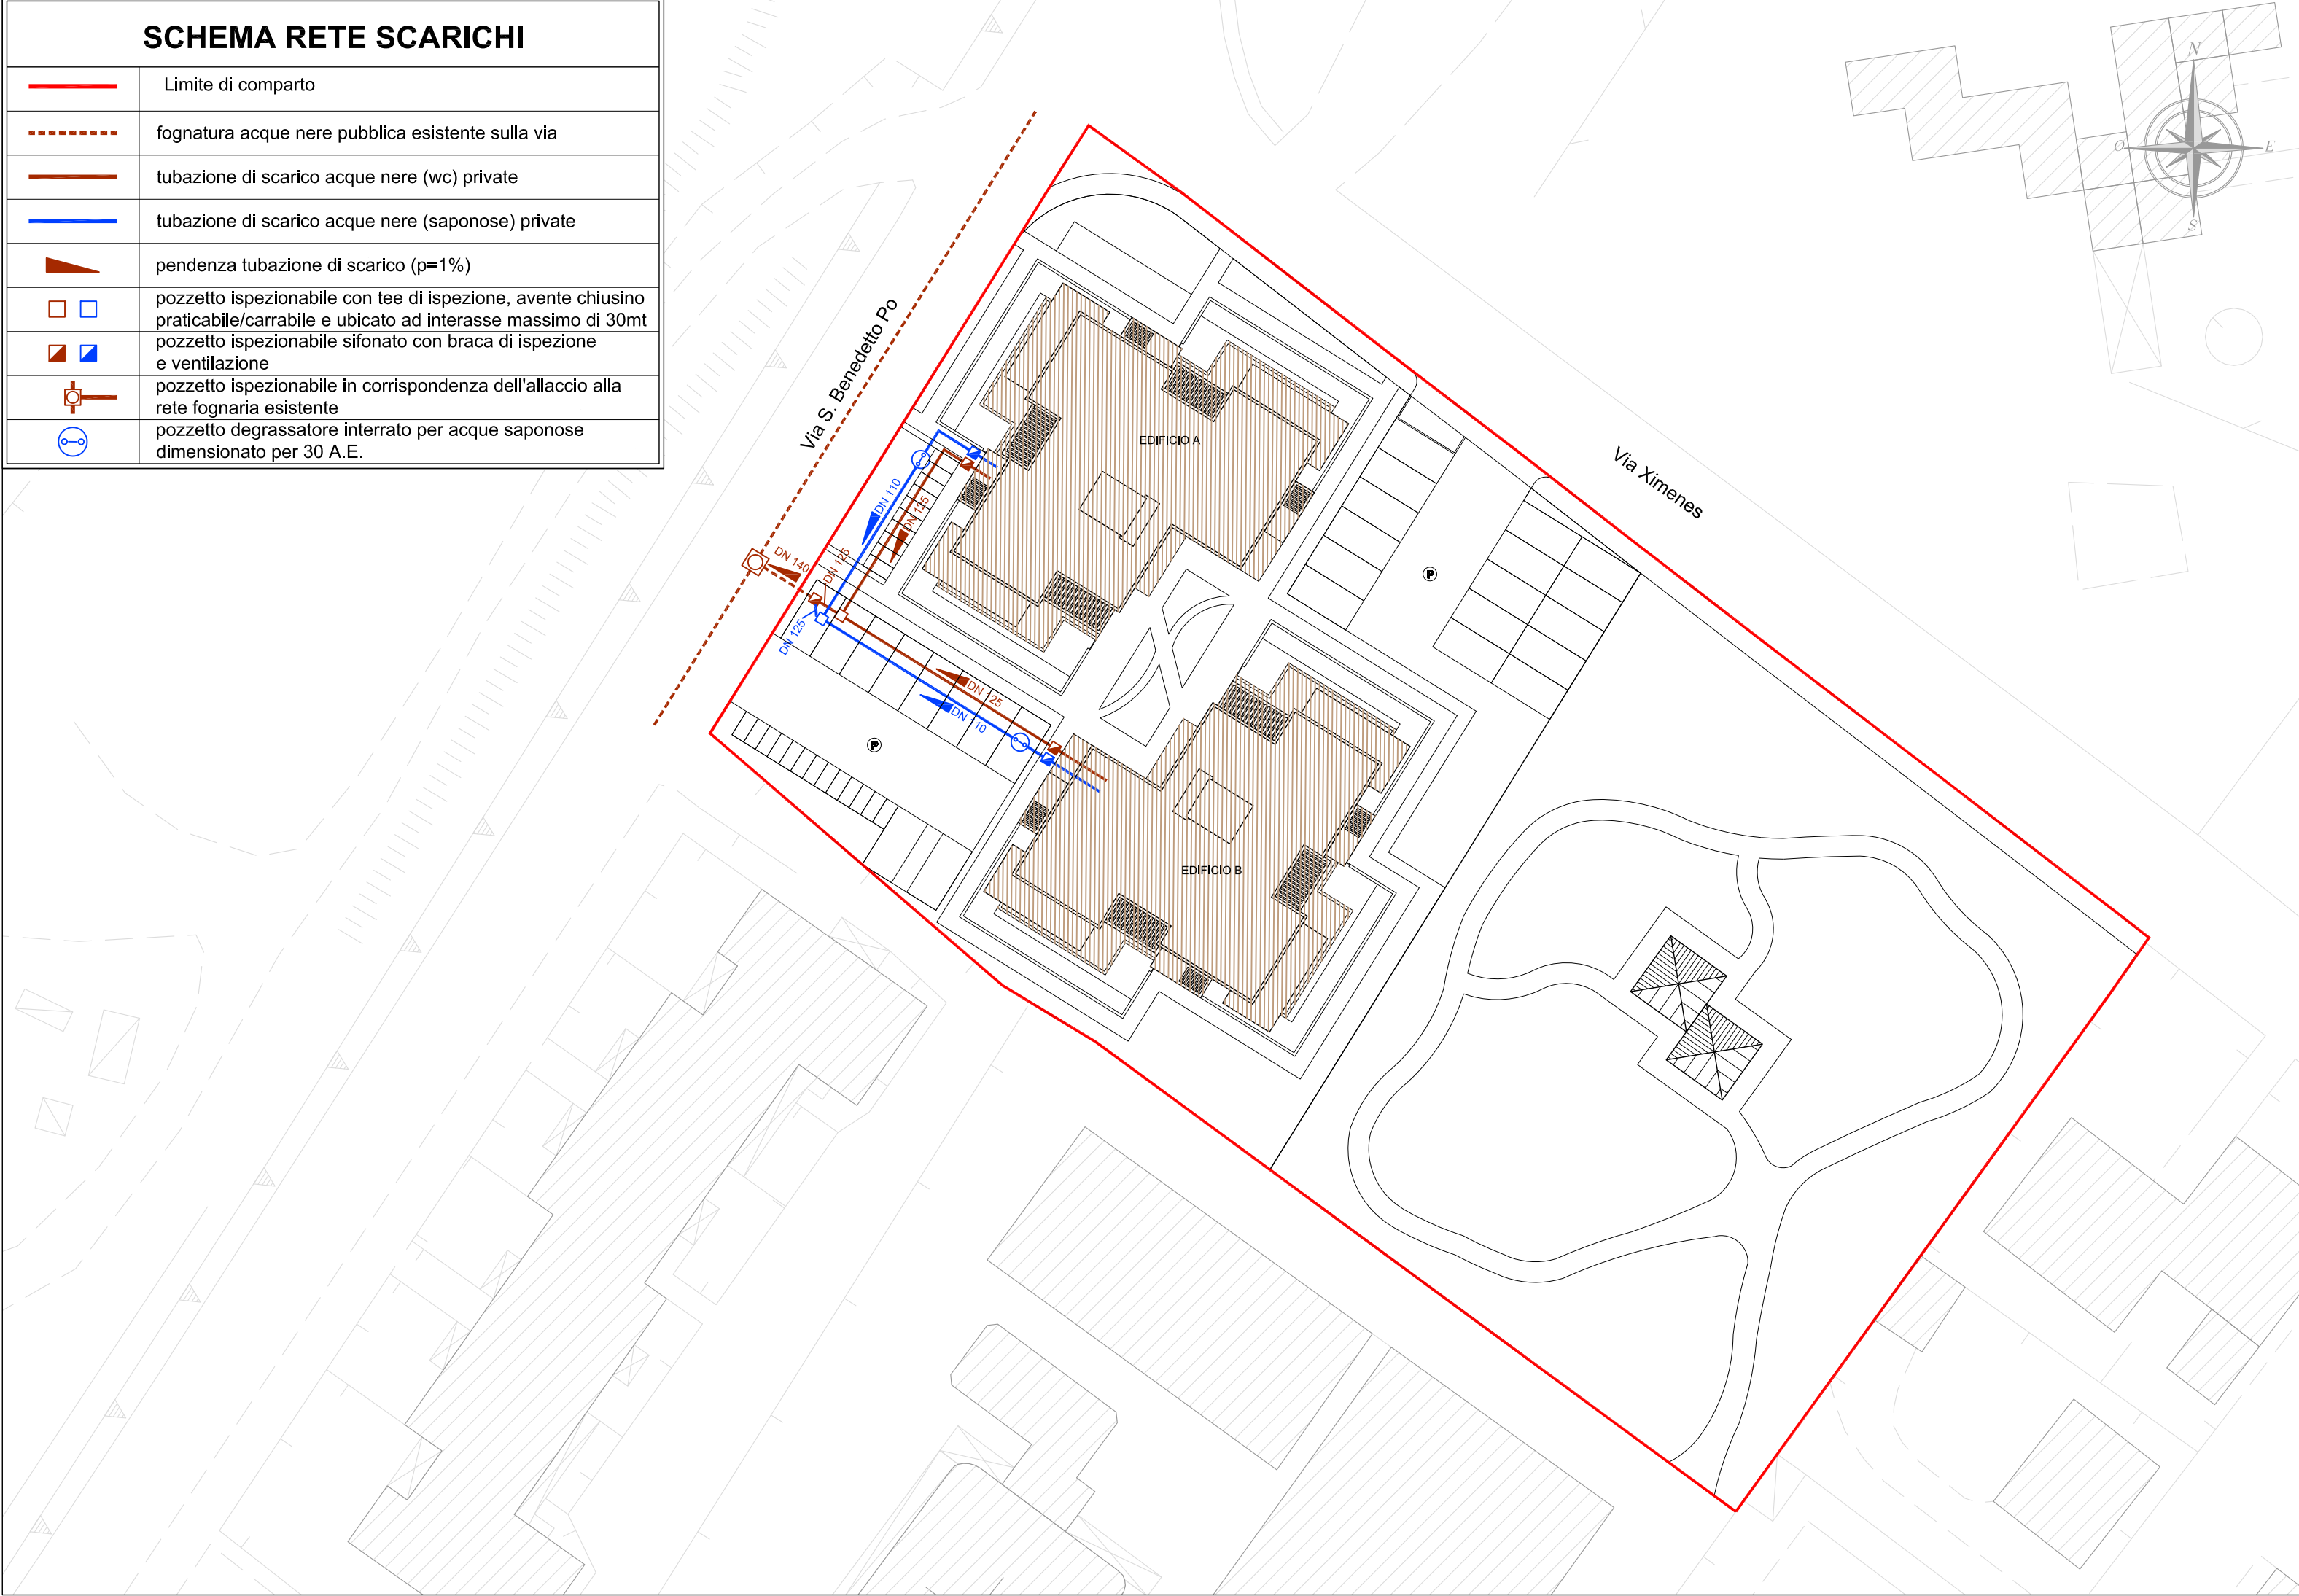 SCHEMA RETE SCARICHI
Limite di comparto
fognatura acque nere pubblica esistente sulla via
tubazione di scarico acque nere (wc) private
tubazione di scarico acque nere (saponose) private
pendenza tubazione di scarico (p=1%)
pozzetto ispezionabile con tee di ispezione, avente chiusino
praticabile/carrabile e ubicato ad interasse massimo di 30mt
pozzetto ispezionabile sifonato con braca di ispezione
e ventilazione
pozzetto ispezionabile in corrispondenza dell'allaccio alla
rete fognaria esistente
pozzetto degrassatore interrato per acque saponose
dimensionato per 30 A.E.
N
O
E
S
Via S. Benedetto Po
Via Ximenes
EDIFICIO A
DN 110
DN 125
DN 140
DN 125
DN 125
P
DN 125
DN 110
P
EDIFICIO B